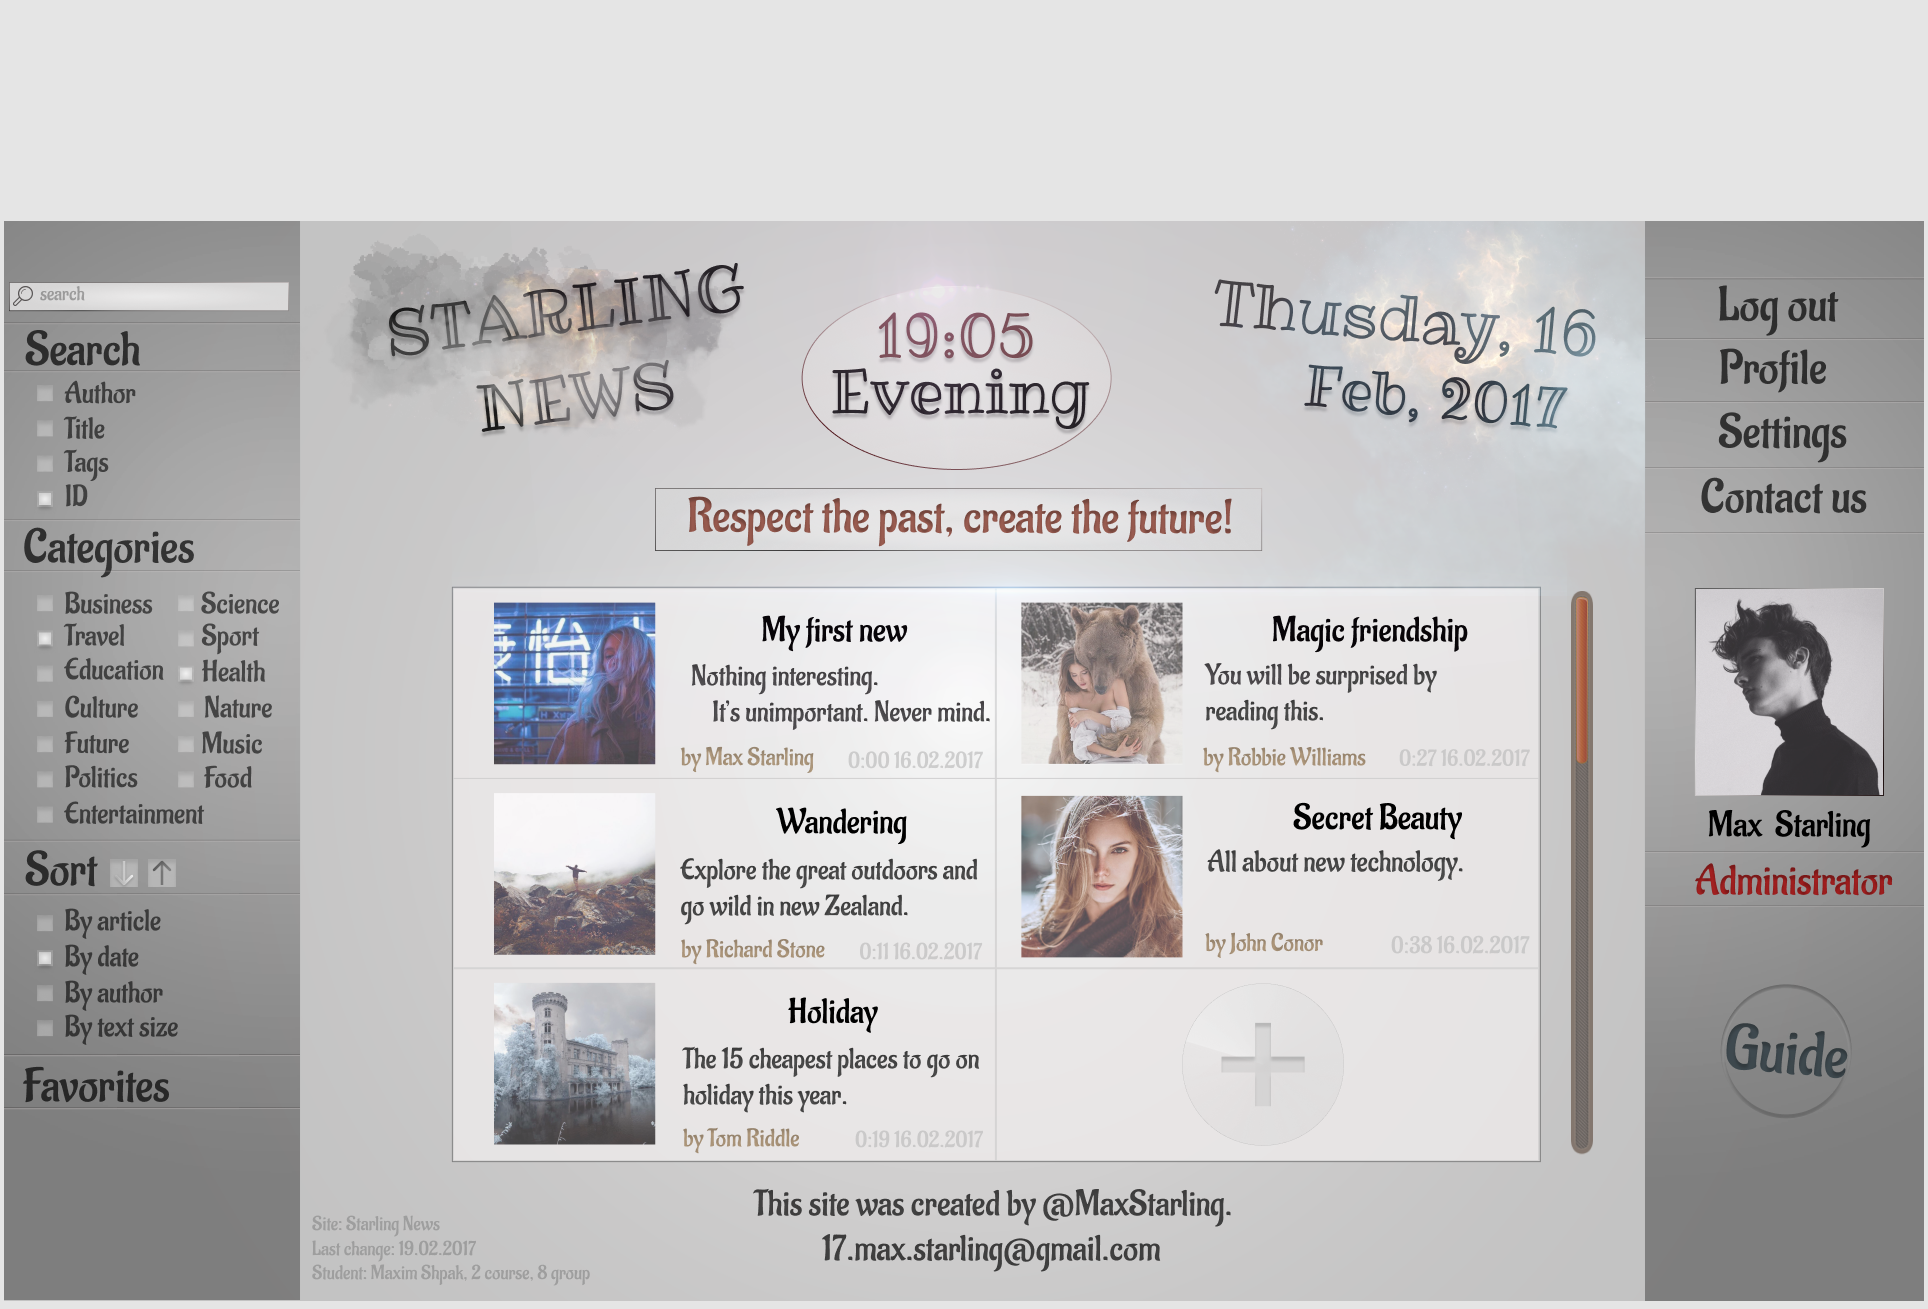 search
Search
Author
Title
Tags
ID
Categories
Business
Science
Travel
Sport
Education
Health
Culture
Nature
Future
Music
Politics
Food
Entertainment
Sort
By article
By date
By author
By text size
Favorites
STARLING
NEWS
19:05
Evening
Thusday, 16
Feb, 2017
Respect the past, create the future!
My first new
Nothing interesting.
It's unimportant. Never mind.
by Max Starling
0:00 16.02.2017
Magic friendship
You will be surprised by
reading this.
by Robbie Williams
0:27 16.02.2017
Wandering
Explore the great outdoors and
go wild in new Zealand.
by Richard Stone
0:11 16.02.2017
Secret Beauty
All about new technology.
by John Conor
0:38 16.02.2017
Holiday
The 15 cheapest places to go on
holiday this year.
by Tom Riddle
0:19 16.02.2017
This site was created by @MaxStarling.
17.max.starling@gmail.com
Site: Starling News
Last change: 19.02.2017
Student: Maxim Shpak, 2 course, 8 group
Log out
Profile
Settings
Contact us
Max Starling
Administrator
Guide